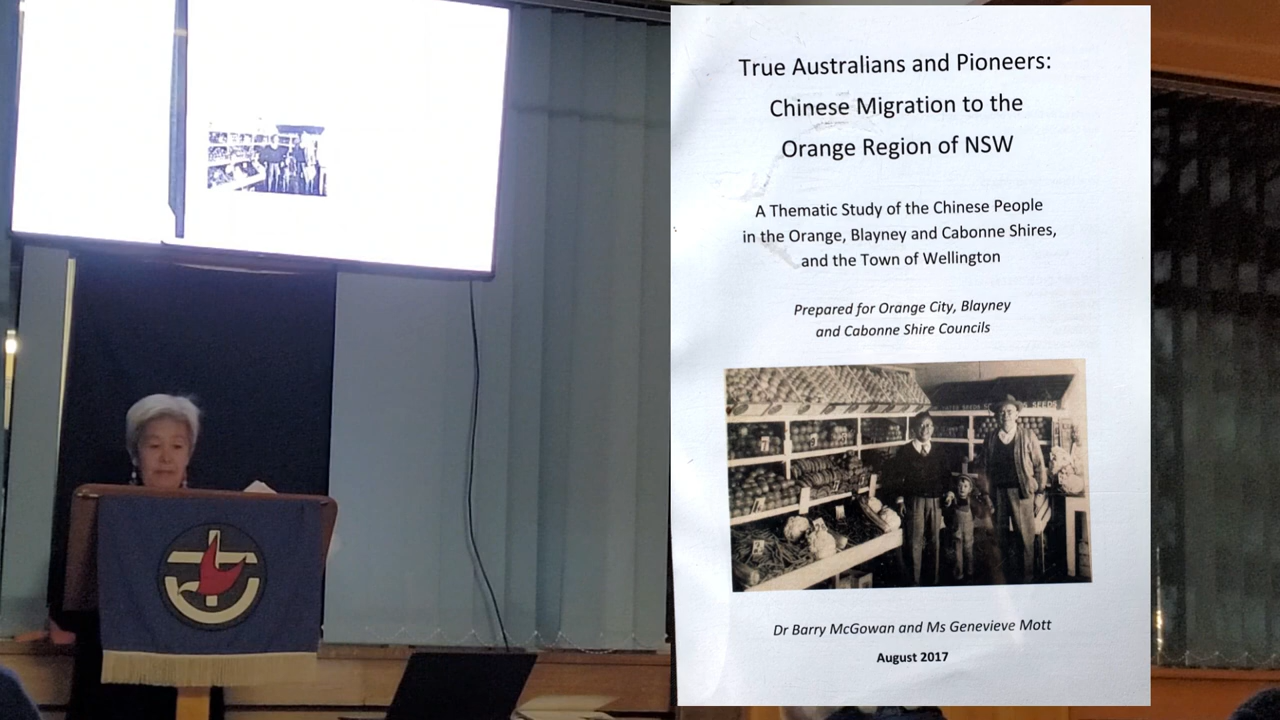 True Australians and Pioneers:
Chinese Migration to the
Orange Region of NSW
A Thematic Study of the Chinese People
in the Orange, Blayney and Cabonne Shires,
and the Town of Wellington
Prepared for Orange City, Blayney
and Cabonne Shire Councils
SEEDS
Dr Barry McGowan and Ms Genevieve Mott
August 2017